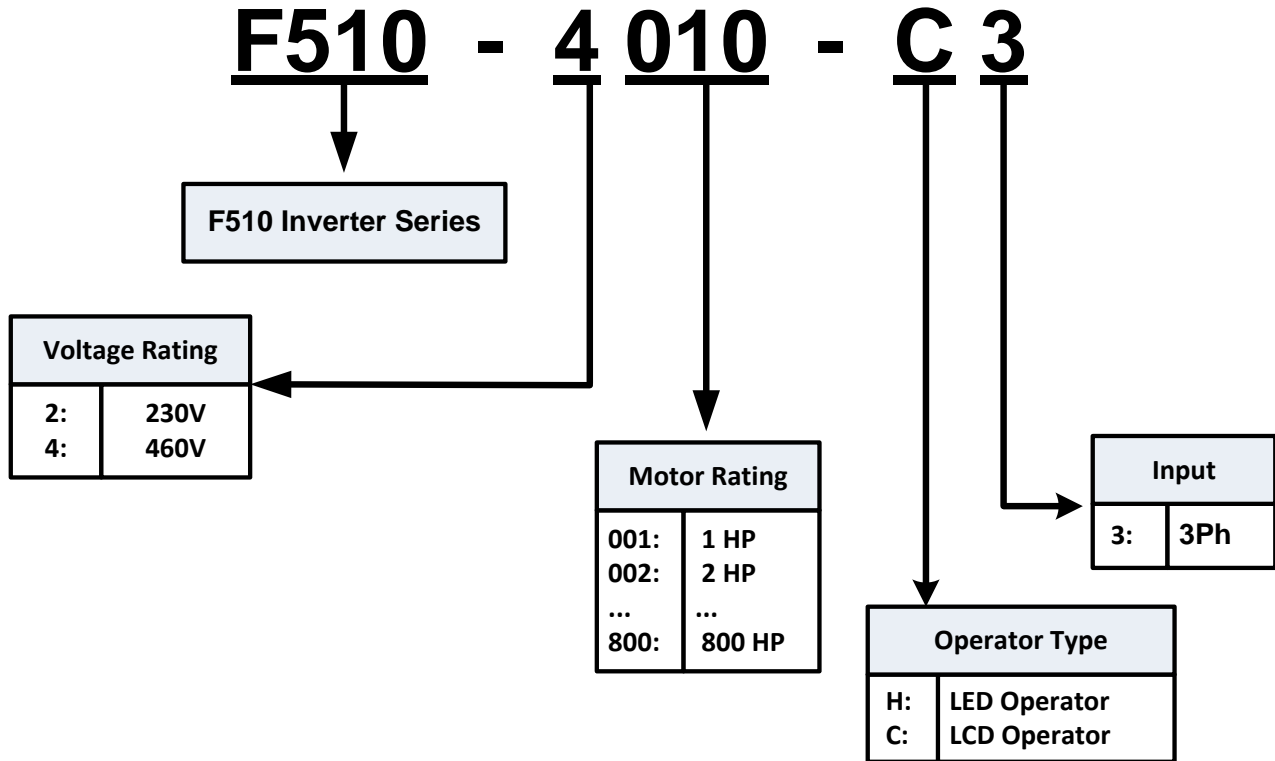 F510 - 4 010 - C 3
F510 Inverter Series
Voltage Rating
2: 230V
4: 460V
Motor Rating
001: 1 HP
002: 2 HP
... ...
800: 800 HP
Input
3: 3Ph
Operator Type
H: LED Operator
C: LCD Operator